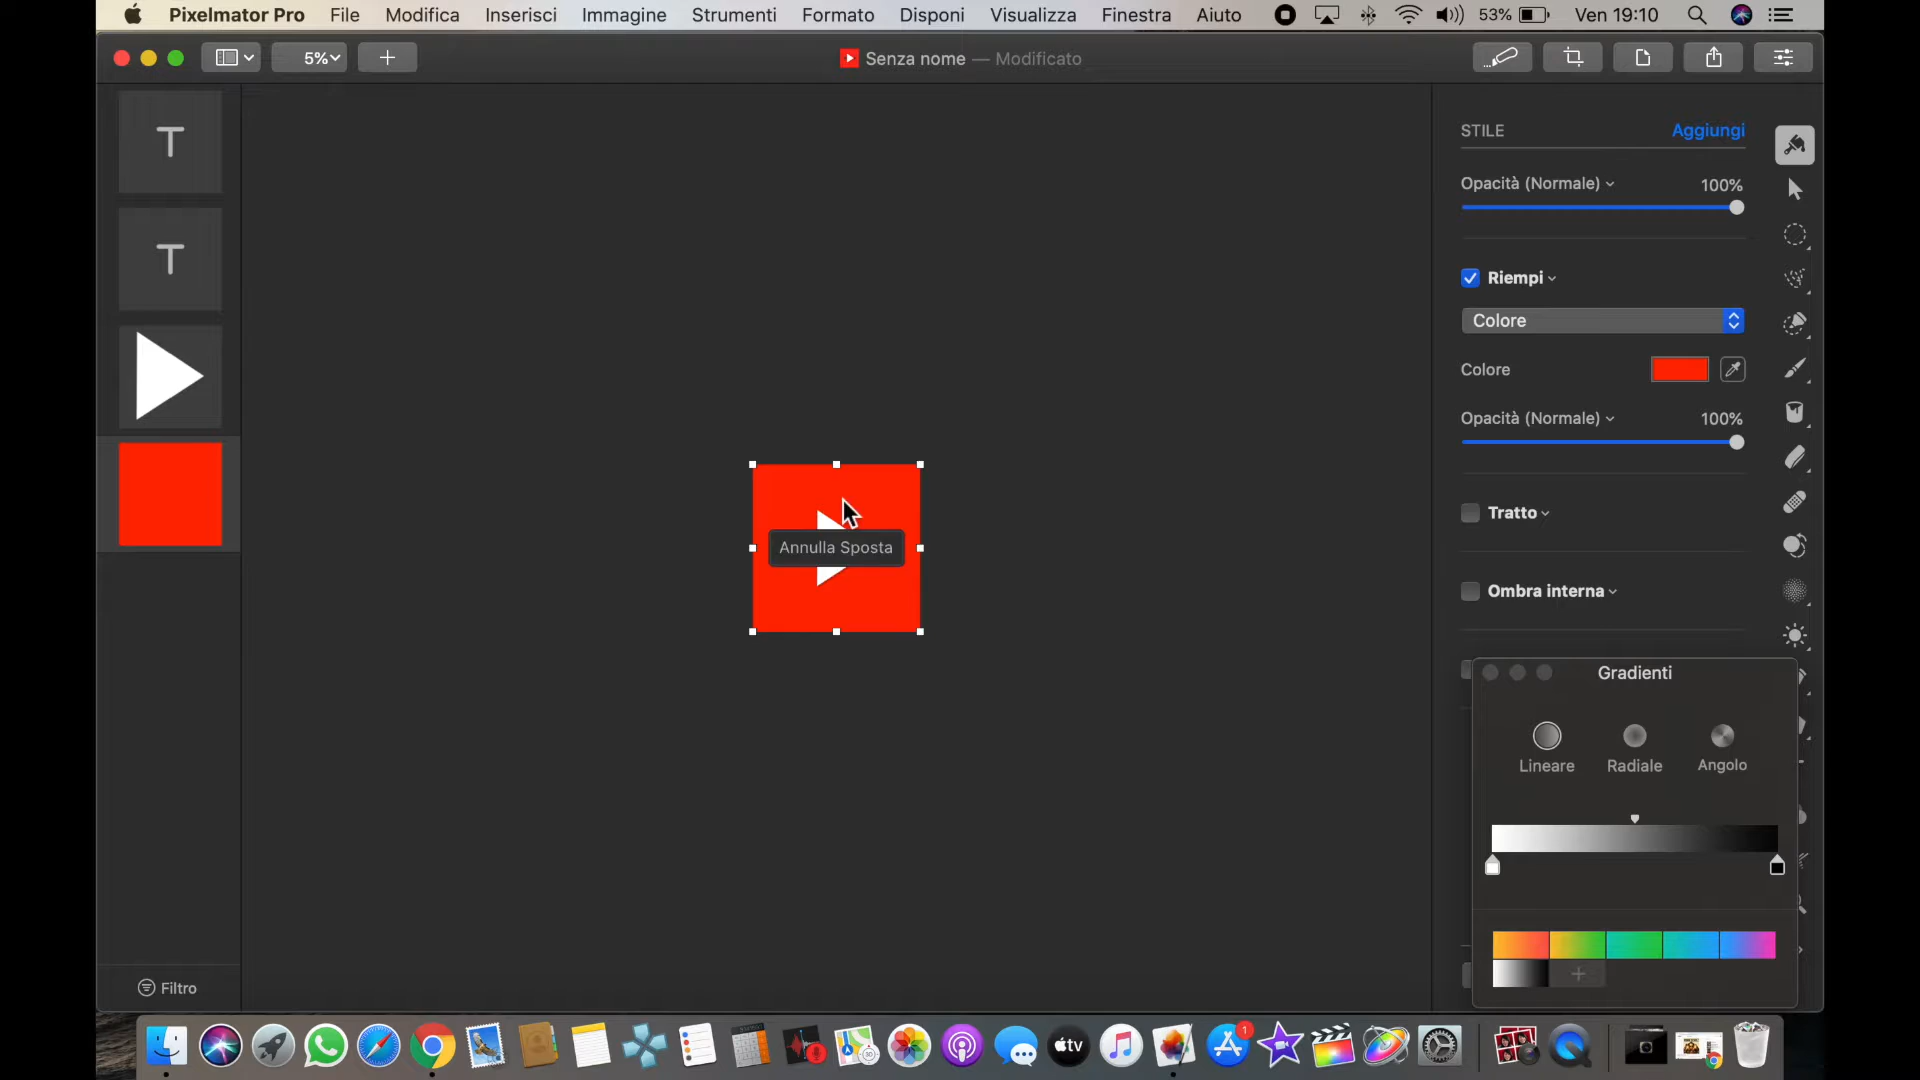 Pixelmator Pro File Modifica Inserisci Immagine Strumenti Formato Disponi Visualizza Finestra Aiuto 53% Ven 19:10
5% Senza nome — Modificato
STILE Aggiungi
Opacità (Normale) 100%
Riempi
Colore
Colore
Opacità (Normale) 100%
Tratto
Ombra interna
T
T
Annulla Sposta
Gradienti
Lineare Radiale Angolo
Filtro
tv
1